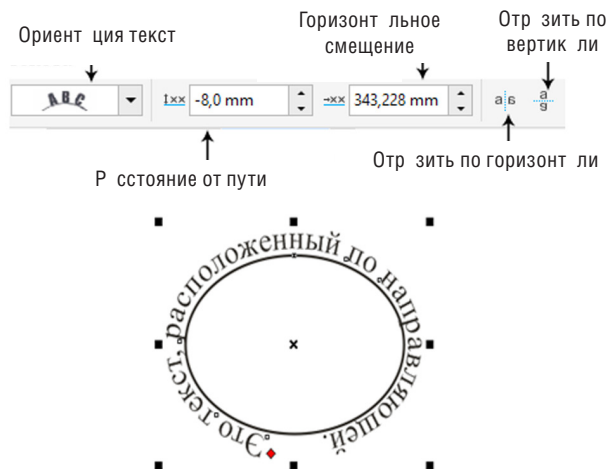 Ориент ция текст
Горизонт льное
смещение
Отр зить по
вертик ли
ABC
-8,0 mm
343,228 mm
Р сстояние от пути
Отр зить по горизонт ли
Это текст, расположенный по направляющей.